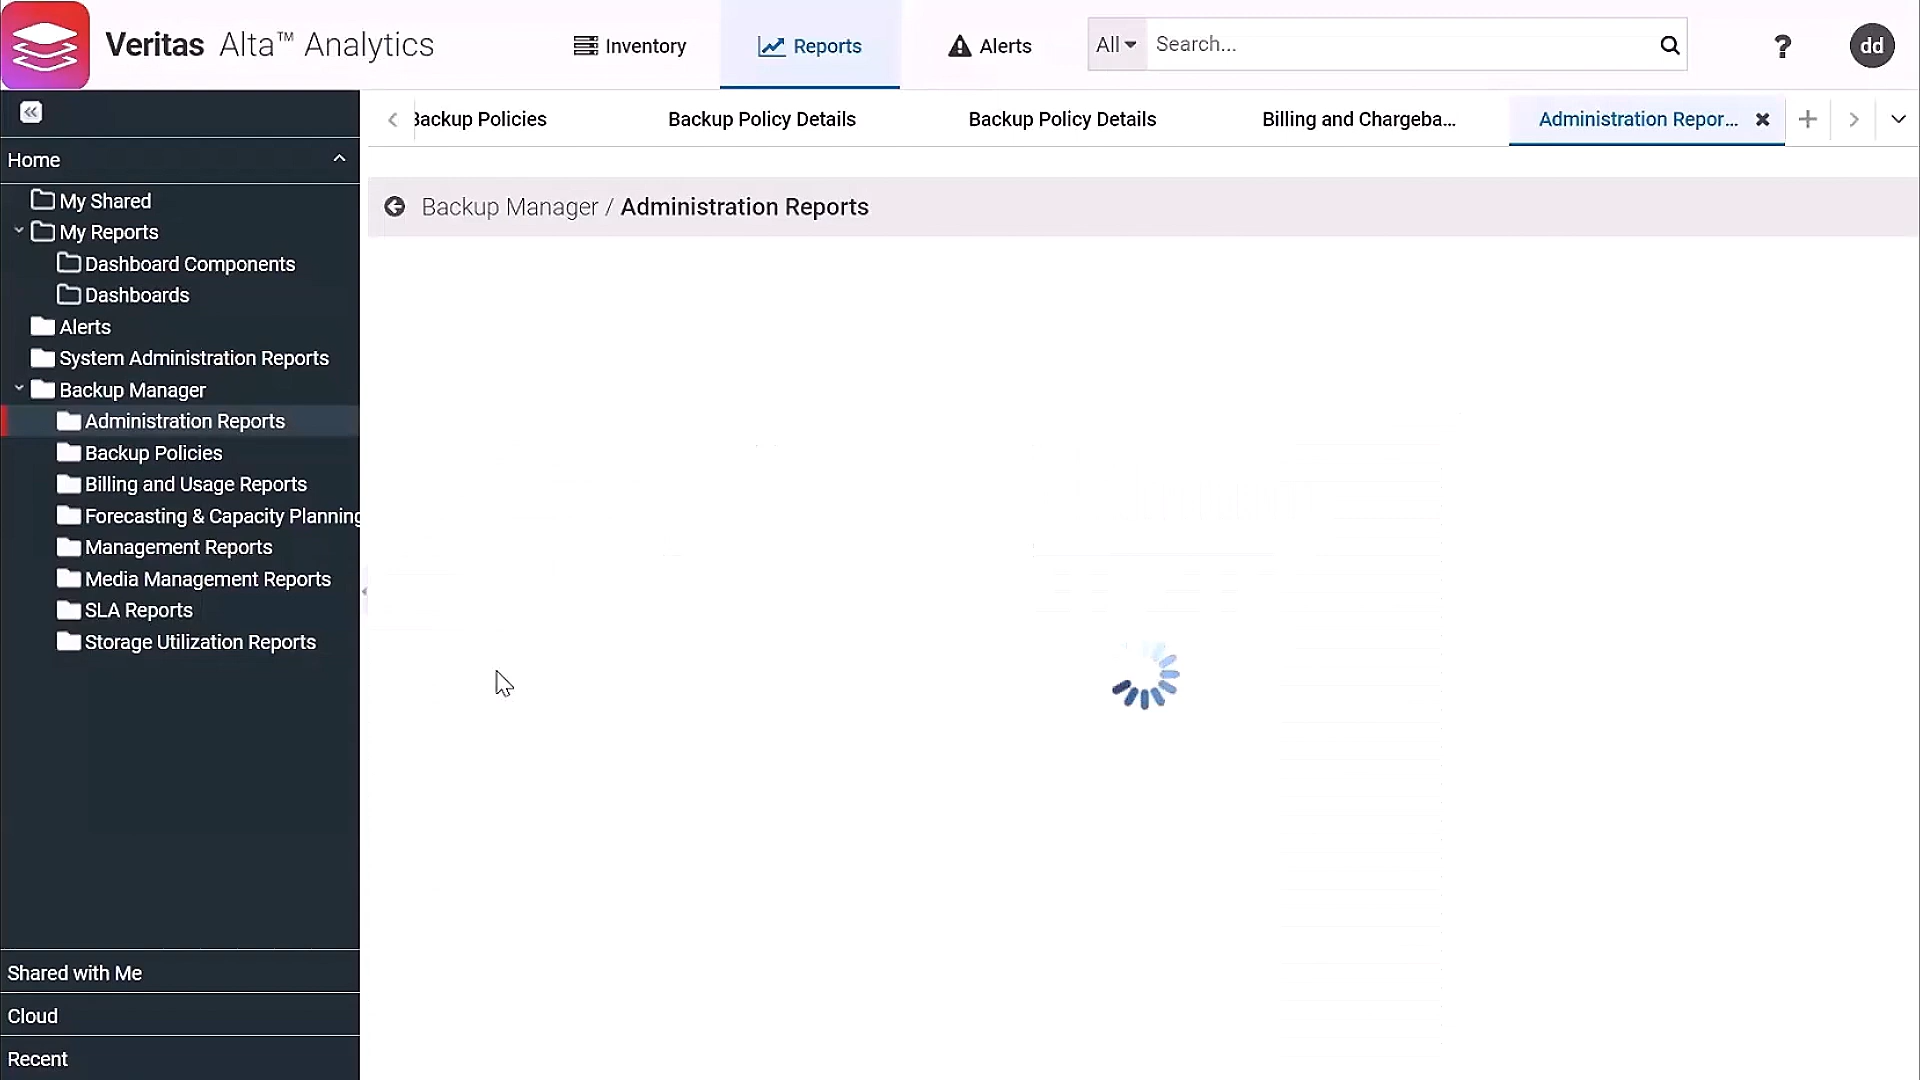 Veritas Alta™ Analytics
Inventory
Reports
Alerts
All
Search...
?
dd
Backup Policies
Backup Policy Details
Backup Policy Details
Billing and Chargeba...
Administration Repor...
Home
My Shared
My Reports
Dashboard Components
Dashboards
Alerts
System Administration Reports
Backup Manager
Administration Reports
Backup Policies
Billing and Usage Reports
Forecasting & Capacity Planning
Management Reports
Media Management Reports
SLA Reports
Storage Utilization Reports
Shared with Me
Cloud
Recent
Backup Manager / Administration Reports